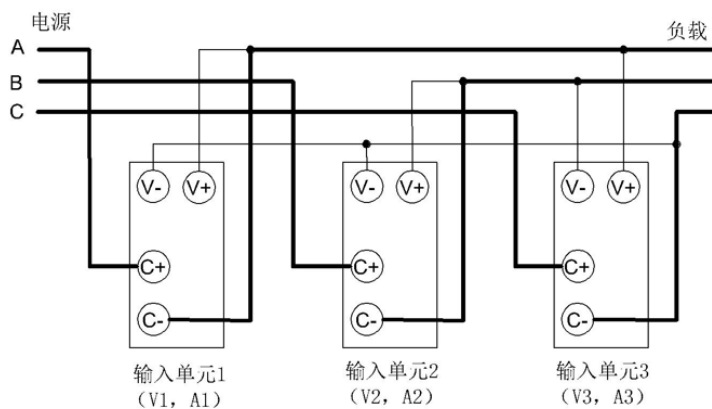 电源
负载
A
B
C
V- V+
V- V+
V- V+
C+
C+
C+
C-
C-
C-
输入单元1
(V1, A1)
输入单元2
(V2, A2)
输入单元3
(V3, A3)